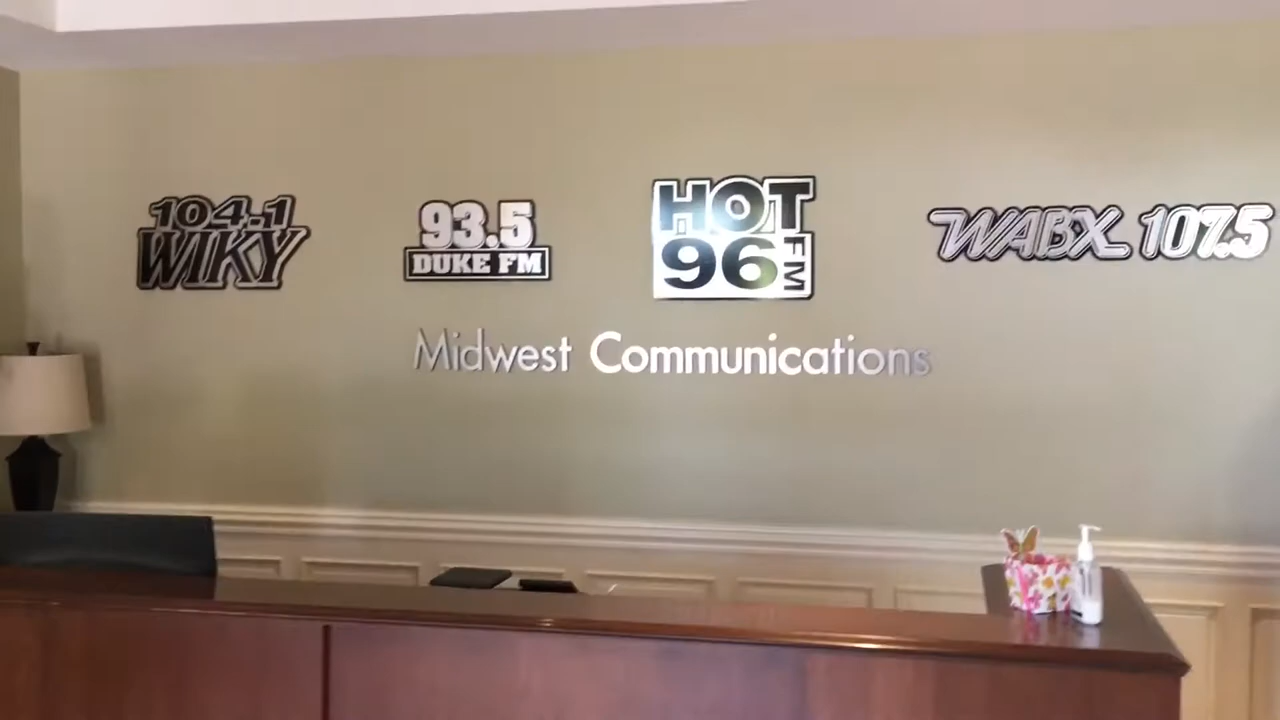 104.1
WIKY
93.5
DUKE FM
HOT
96 FM
WABX 107.5
Midwest Communications